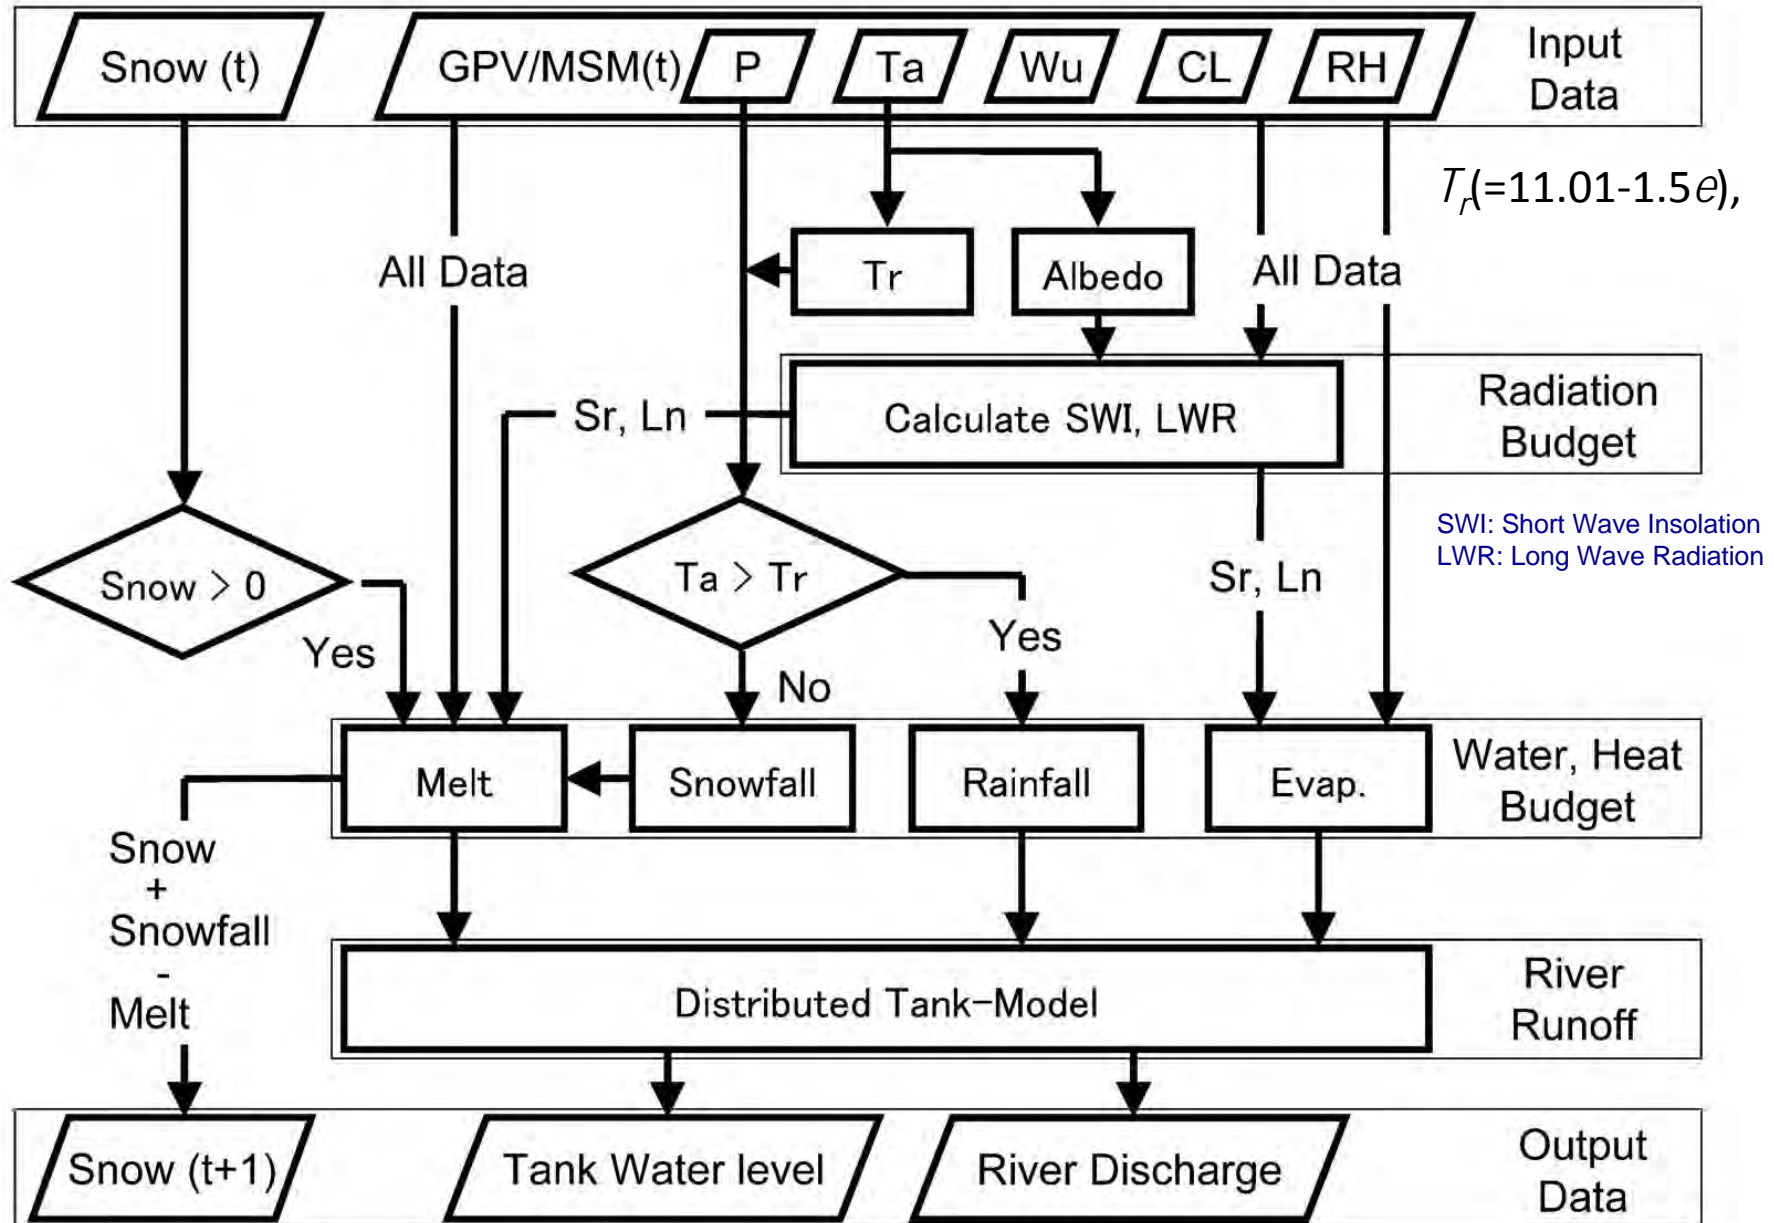 Snow (t)
GPV/MSM(t)
P
Ta
Wu
CL
RH
Input
Data
Tr(=11.01-1.5e),
All Data
Tr
Albedo
All Data
Sr, Ln
Calculate SWI, LWR
Radiation
Budget
SWI: Short Wave Insolation
LWR: Long Wave Radiation
Snow > 0
Ta > Tr
Sr, Ln
Yes
Yes
No
Melt
Snowfall
Rainfall
Evap.
Water, Heat
Budget
Snow
+
Snowfall
-
Melt
Distributed Tank-Model
River
Runoff
Snow (t+1)
Tank Water level
River Discharge
Output
Data